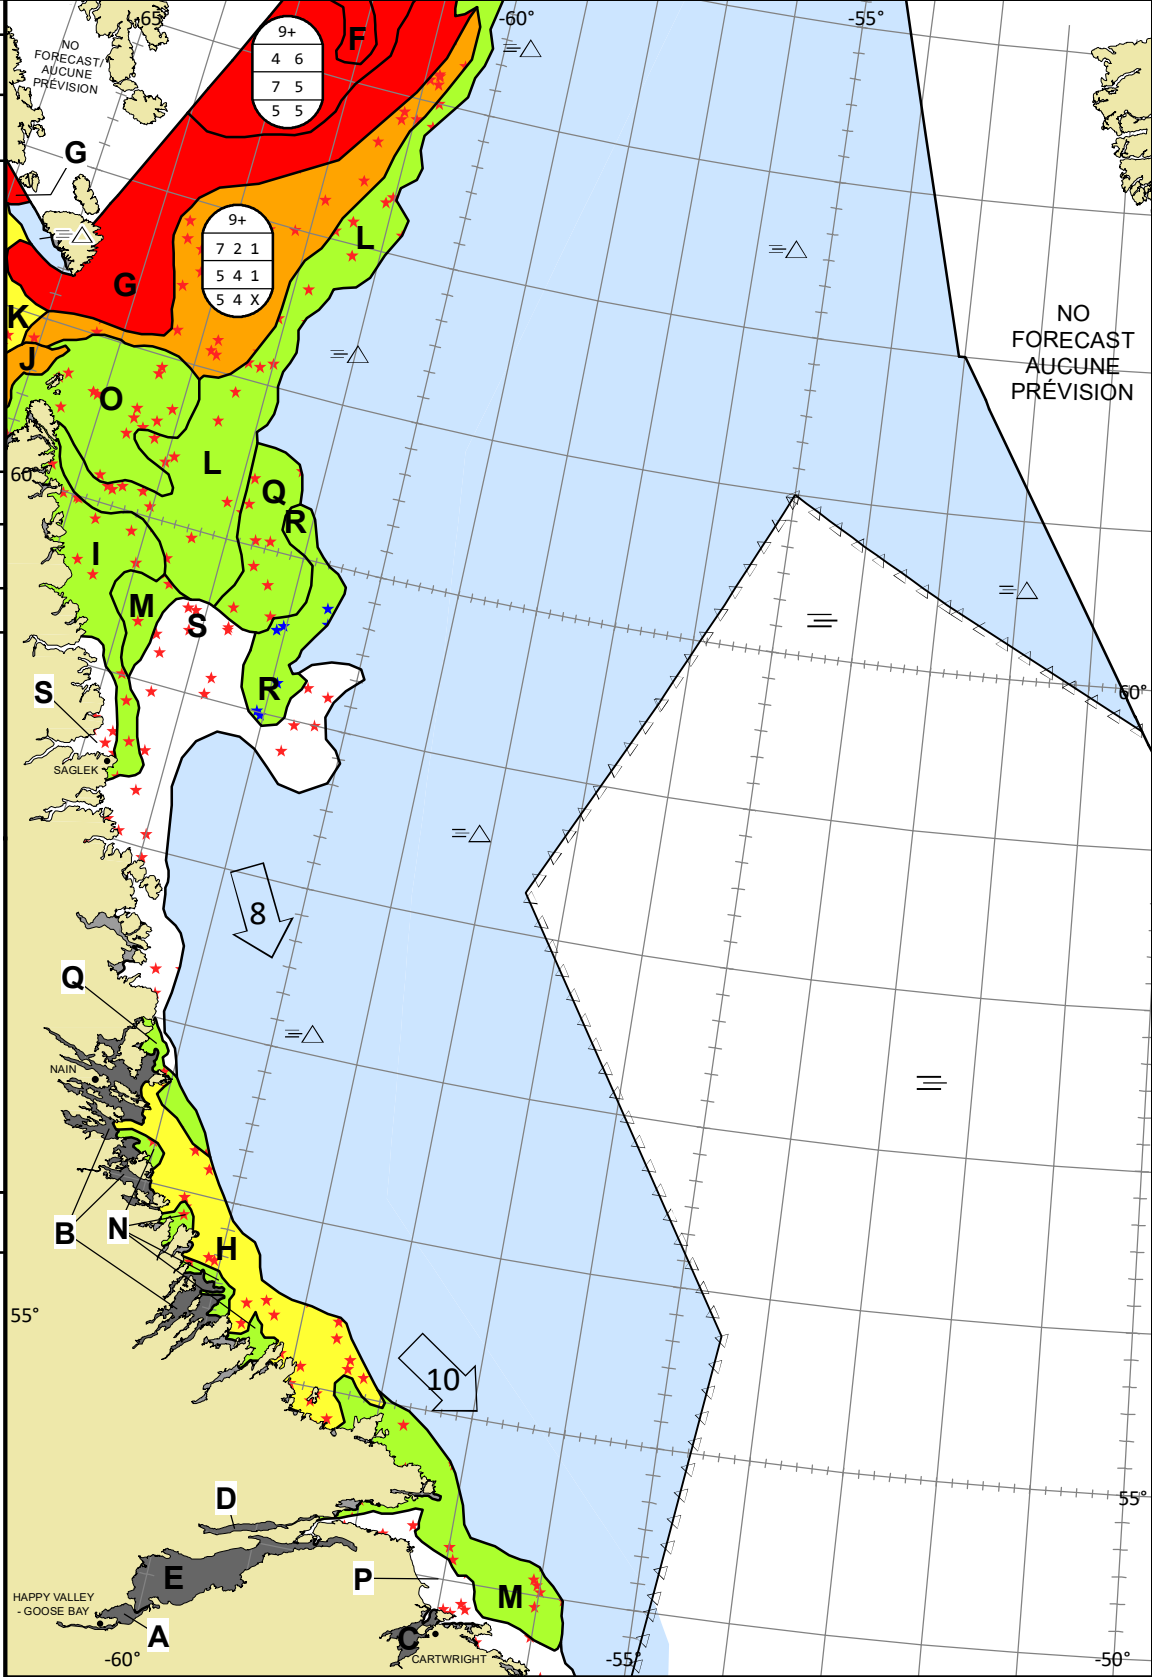 -65°
-60°
-55°
NO
FORECAST/
AUCUNE
PRÉVISION
F
9+
4 6
7 5
5 5
G
9+
7 2 1
5 4 1
5 4 X
L
G
K
J
O
NO
FORECAST
AUCUNE
PRÉVISION
L
60°
Q
R
I
M
S
R
S
60°
SAGLEK
8
Q
NAIN
B
N
H
55°
10
D
55°
E
P
HAPPY VALLEY
- GOOSE BAY
M
A
C
CARTWRIGHT
-60°
-55°
-50°